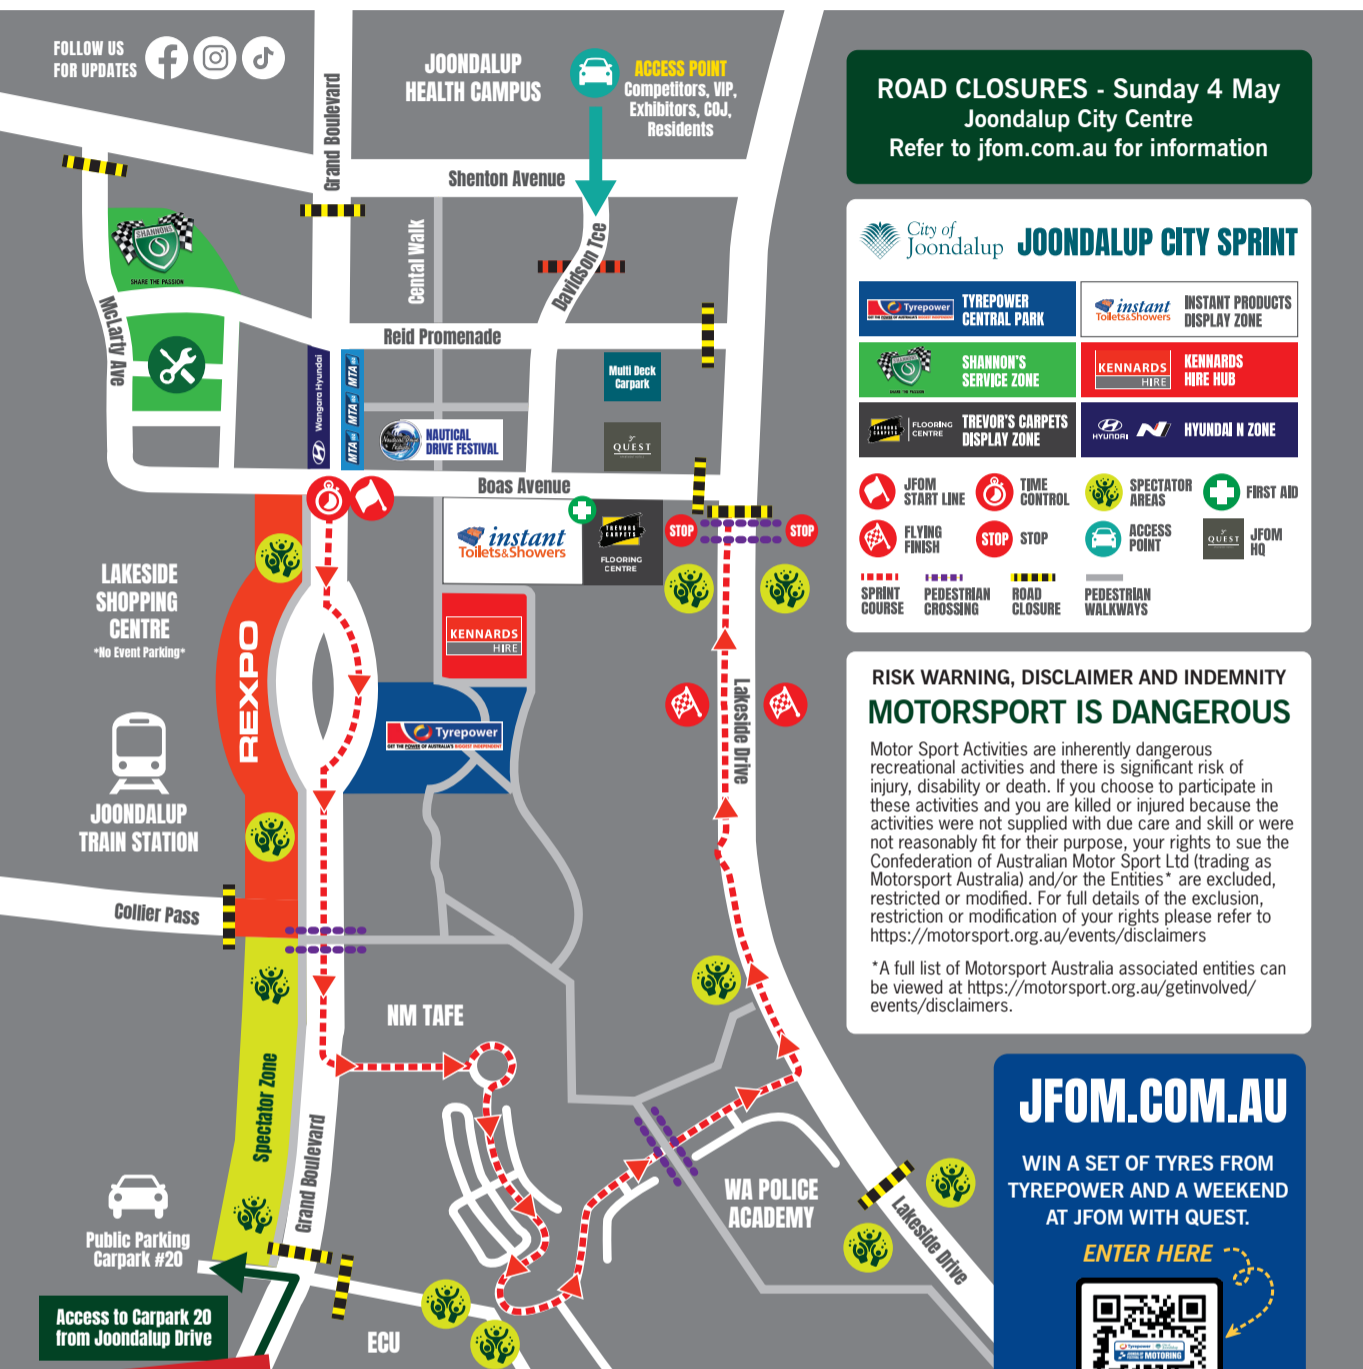 FOLLOW US
FOR UPDATES
Grand Boulevard
JOONDALUP
HEALTH CAMPUS
ACCESS POINT
Competitors, VIP,
Exhibitors, COJ,
Residents
Shenton Avenue
Cental Walk
Davidson Tce
SHANNONS
SHARE THE PASSION
McLarty Ave
Reid Promenade
Wangara Hyundai
MTA
MTA
MTA
Multi Deck
Carpark
NAUTICAL
DRIVE FESTIVAL
QUEST
Boas Avenue
instant
Toilets&Showers
TREVORS
CARPETS
FLOORING
CENTRE
STOP
STOP
LAKESIDE
SHOPPING
CENTRE
*No Event Parking*
REXPO
KENNARDS
HIRE
Tyrepower
GET THE POWER OF AUSTRALIA'S BIGGEST INDEPENDENT
Lakeside Drive
JOONDALUP
TRAIN STATION
Collier Pass
NM TAFE
Spectator Zone
Grand Boulevard
WA POLICE
ACADEMY
Lakeside Drive
Public Parking
Carpark #20
Access to Carpark 20
from Joondalup Drive
ECU
ROAD CLOSURES - Sunday 4 May
Joondalup City Centre
Refer to jfom.com.au for information
City of
Joondalup
JOONDALUP CITY SPRINT
Tyrepower
TYREPOWER
CENTRAL PARK
instant
Toilets&Showers
INSTANT PRODUCTS
DISPLAY ZONE
SHANNON'S
SERVICE ZONE
KENNARDS
HIRE
KENNARDS
HIRE HUB
FLOORING
CENTRE
TREVOR'S CARPETS
DISPLAY ZONE
HYUNDAI
N
HYUNDAI N ZONE
JFOM
START LINE
TIME
CONTROL
SPECTATOR
AREAS
FIRST AID
FLYING
FINISH
STOP
STOP
ACCESS
POINT
QUEST
JFOM
HQ
SPRINT
COURSE
PEDESTRIAN
CROSSING
ROAD
CLOSURE
PEDESTRIAN
WALKWAYS
RISK WARNING, DISCLAIMER AND INDEMNITY
MOTORSPORT IS DANGEROUS
Motor Sport Activities are inherently dangerous
recreational activities and there is significant risk of
injury, disability or death. If you choose to participate in
these activities and you are killed or injured because the
activities were not supplied with due care and skill or were
not reasonably fit for their purpose, your rights to sue the
Confederation of Australian Motor Sport Ltd (trading as
Motorsport Australia) and/or the Entities* are excluded,
restricted or modified. For full details of the exclusion,
restriction or modification of your rights please refer to
https://motorsport.org.au/events/disclaimers
*A full list of Motorsport Australia associated entities can
be viewed at https://motorsport.org.au/getinvolved/
events/disclaimers.
JFOM.COM.AU
WIN A SET OF TYRES FROM
TYREPOWER AND A WEEKEND
AT JFOM WITH QUEST.
ENTER HERE
Tyrepower
MOTORING